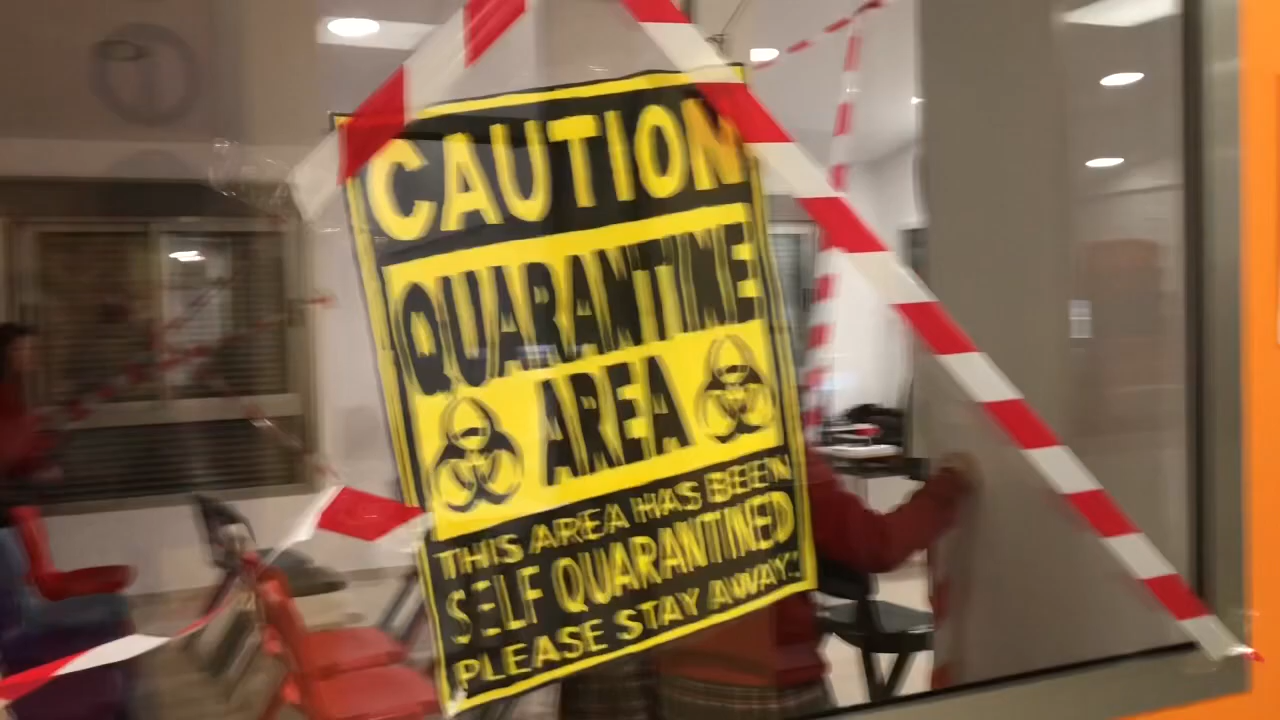 CAUTION
QUARANTINE
AREA
THIS AREA HAS BEEN
SELF QUARANTINED
PLEASE STAY AWAY!